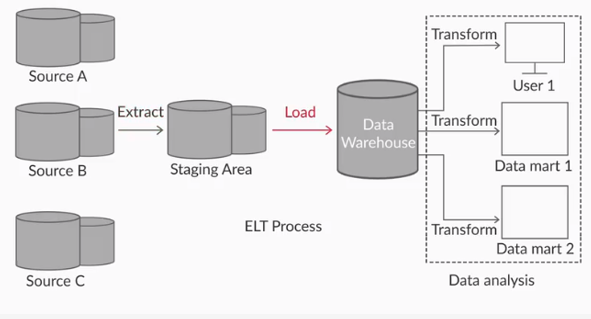 Source A
Source B
Source C
Extract
Staging Area
Load
Data
Warehouse
ELT Process
Transform
User 1
Transform
Data mart 1
Transform
Data mart 2
Data analysis